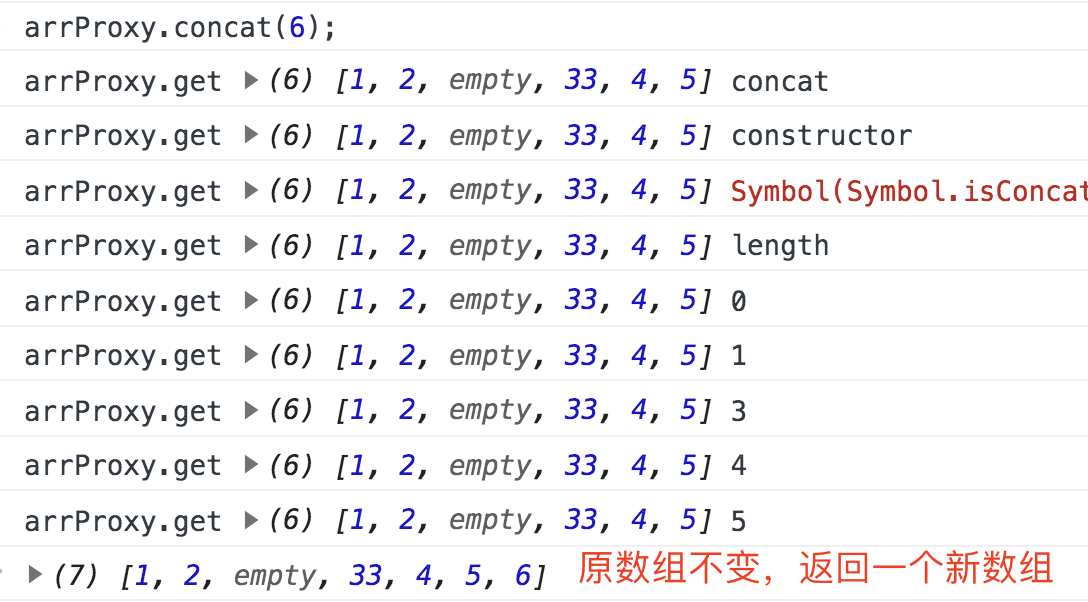 arrProxy.concat(6);
arrProxy.get ▶ (6) [1, 2, empty, 33, 4, 5] concat
arrProxy.get ▶ (6) [1, 2, empty, 33, 4, 5] constructor
arrProxy.get ▶ (6) [1, 2, empty, 33, 4, 5] Symbol(Symbol.isConcat
arrProxy.get ▶ (6) [1, 2, empty, 33, 4, 5] length
arrProxy.get ▶ (6) [1, 2, empty, 33, 4, 5] 0
arrProxy.get ▶ (6) [1, 2, empty, 33, 4, 5] 1
arrProxy.get ▶ (6) [1, 2, empty, 33, 4, 5] 3
arrProxy.get ▶ (6) [1, 2, empty, 33, 4, 5] 4
arrProxy.get ▶ (6) [1, 2, empty, 33, 4, 5] 5
▶ (7) [1, 2, empty, 33, 4, 5, 6] 原数组不变，返回一个新数组